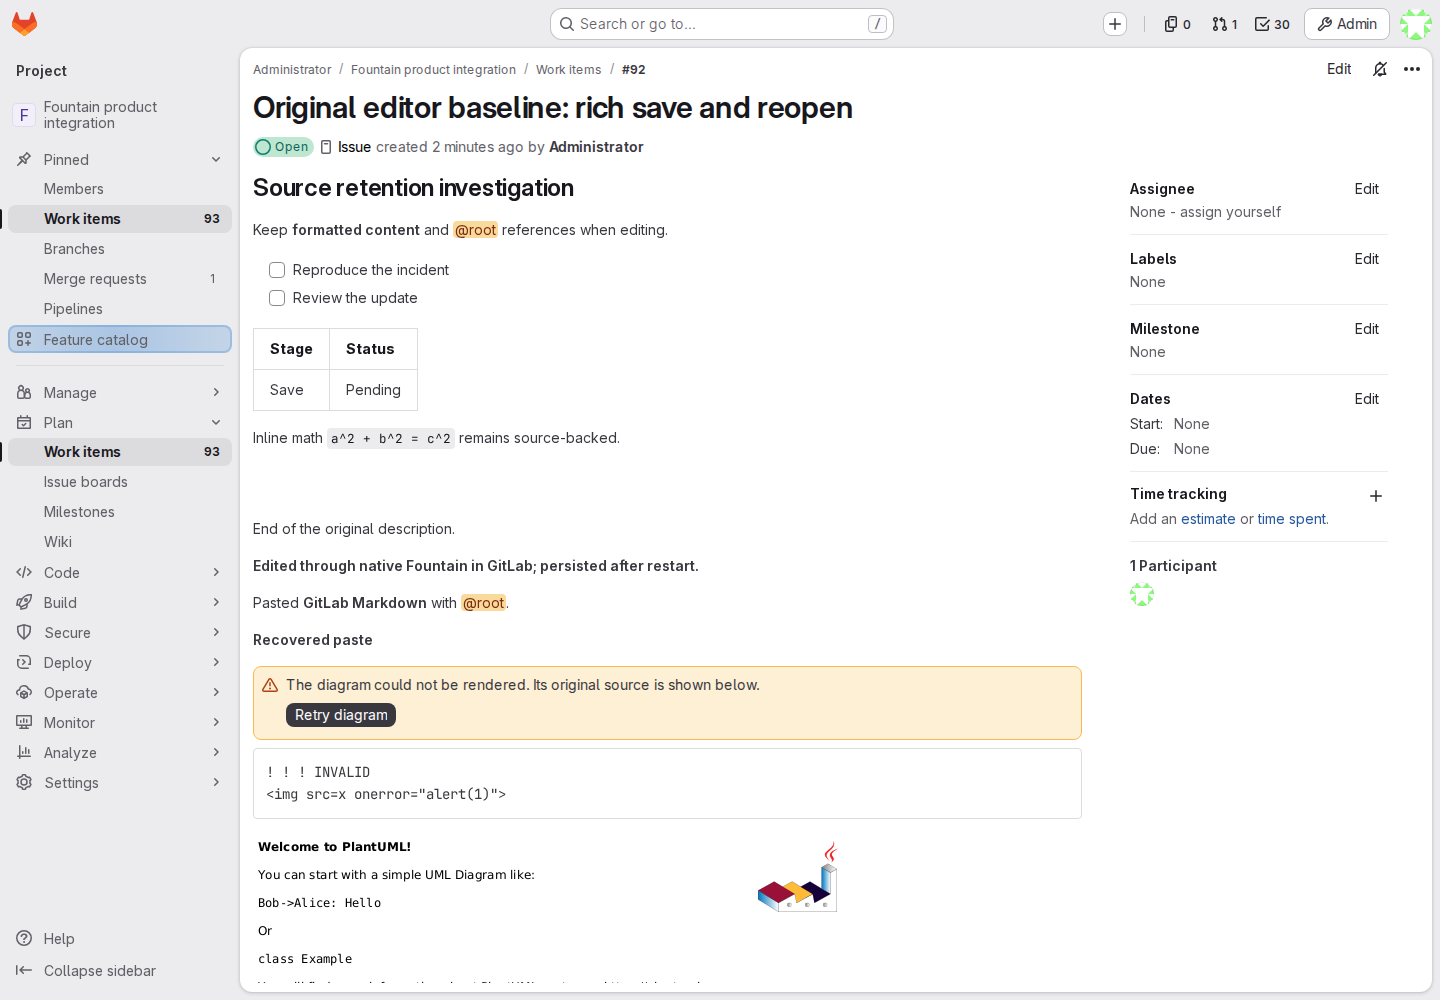 Search or go to...
/
0
1
30
Admin
Project
F
Fountain product integration
Pinned
Members
Work items 93
Branches
Merge requests 1
Pipelines
Feature catalog
Manage
Plan
Work items 93
Issue boards
Milestones
Wiki
Code
Build
Secure
Deploy
Operate
Monitor
Analyze
Settings
Help
Collapse sidebar
Administrator / Fountain product integration / Work items / #92
Edit
Original editor baseline: rich save and reopen
Open Issue created 2 minutes ago by Administrator
Source retention investigation
Keep formatted content and @root references when editing.
Reproduce the incident
Review the update
Stage Status
Save Pending
Inline math a^2 + b^2 = c^2 remains source-backed.
End of the original description.
Edited through native Fountain in GitLab; persisted after restart.
Pasted GitLab Markdown with @root.
Recovered paste
The diagram could not be rendered. Its original source is shown below.
Retry diagram
! ! ! INVALID
<img src=x onerror="alert(1)">
Welcome to PlantUML!
You can start with a simple UML Diagram like:
Bob->Alice: Hello
Or
class Example
Assignee Edit
None - assign yourself
Labels Edit
None
Milestone Edit
None
Dates Edit
Start: None
Due: None
Time tracking
Add an estimate or time spent.
1 Participant